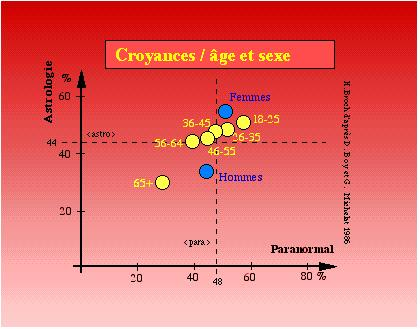 Croyances / âge et sexe
Astrologie
%
60
<astro>
44
40
20
Femmes
18-25
36-45
26-35
56-64
46-55
65+
Hommes
<para>
Paranormal
20
40
48
60
80 %
H. Broch d'après D. Boy et G. Michelat 1986